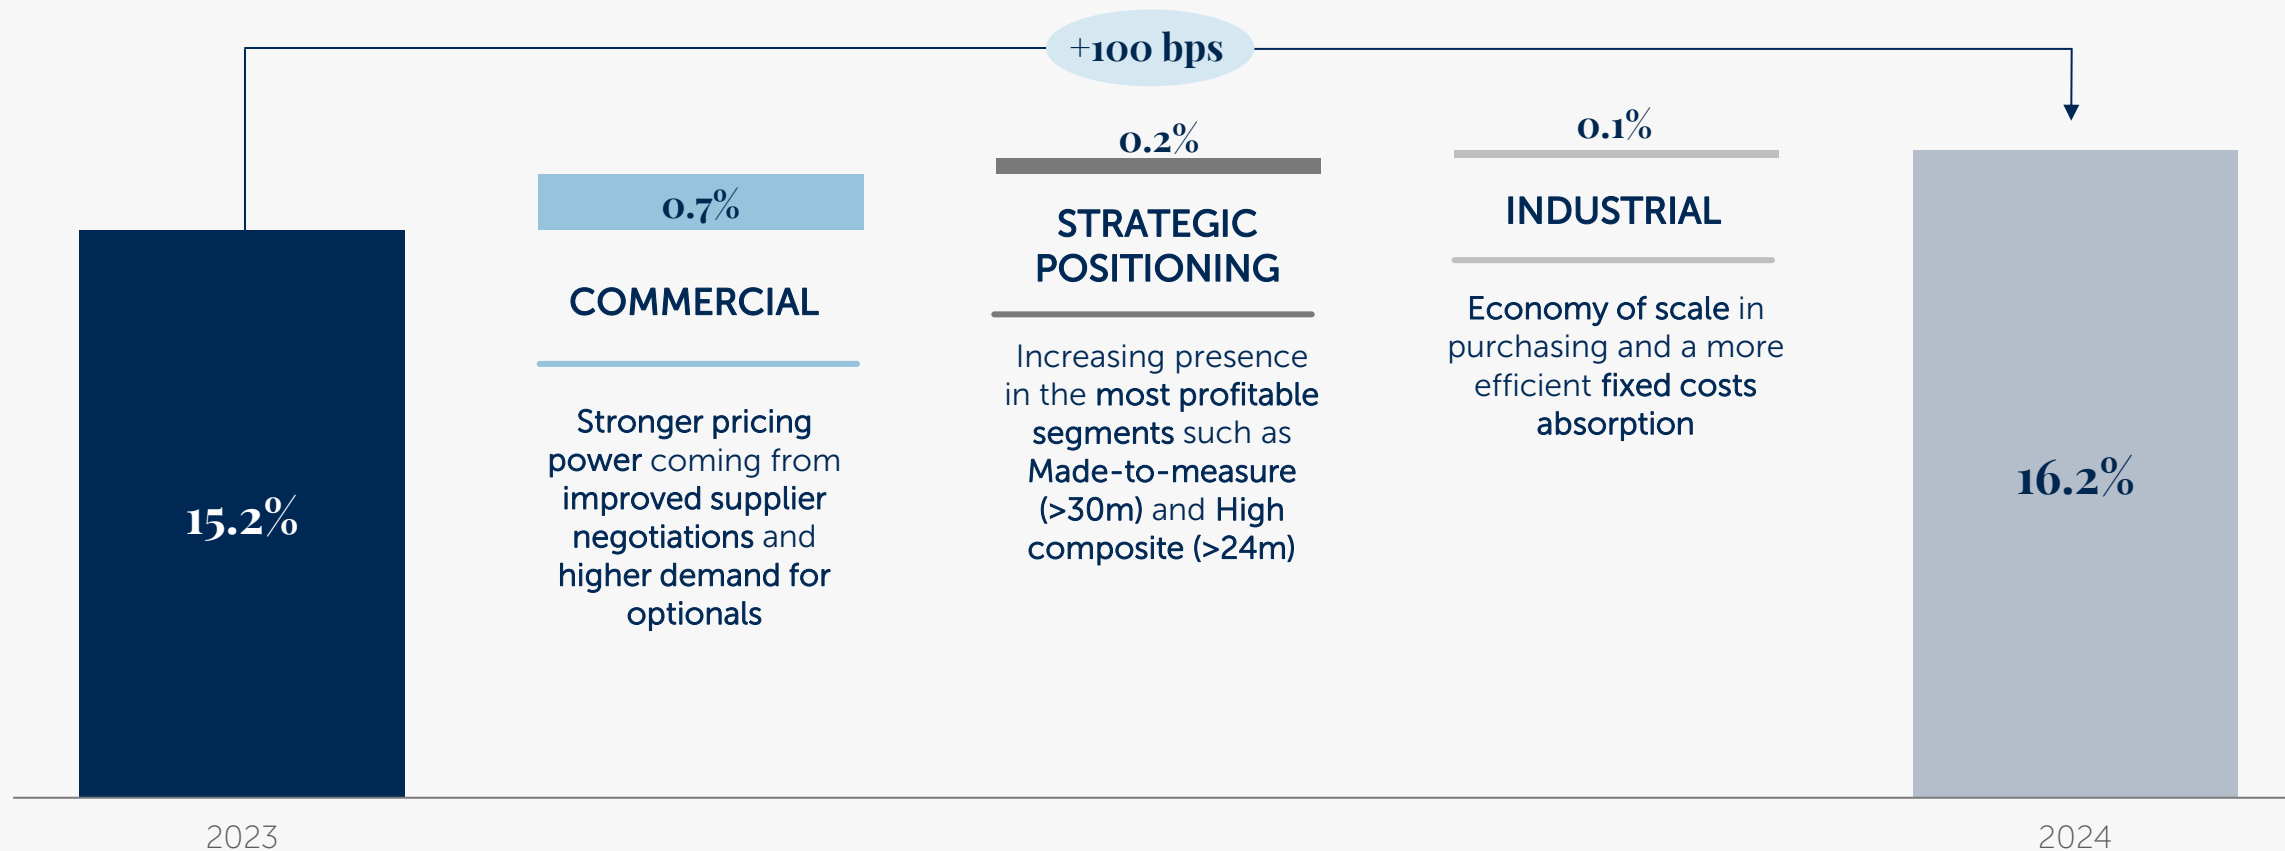 +100 bps
15.2%
0.7%
COMMERCIAL
Stronger pricing
power coming from
improved supplier
negotiations and
higher demand for
optionals
0.2%
STRATEGIC
POSITIONING
Increasing presence
in the most profitable
segments such as
Made-to-measure
(>30m) and High
composite (>24m)
0.1%
INDUSTRIAL
Economy of scale in
purchasing and a more
efficient fixed costs
absorption
16.2%
2023
2024